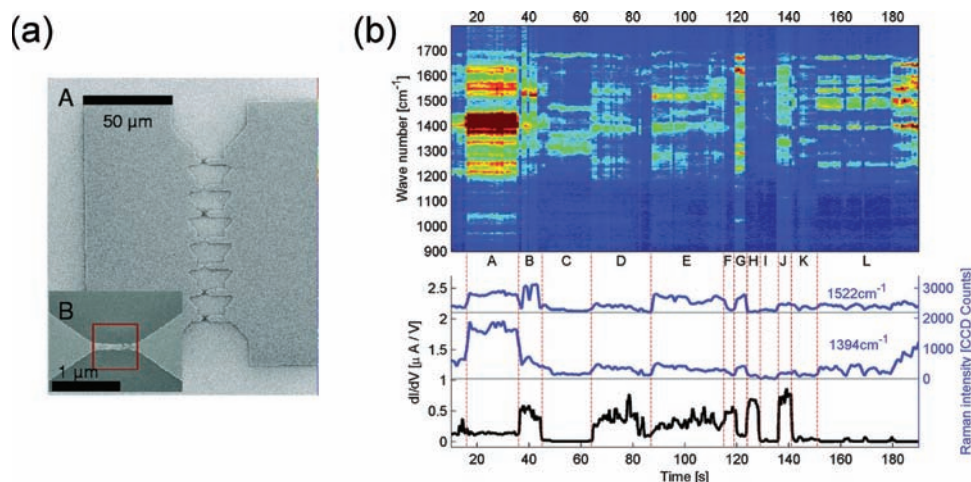 (a)
A
50 µm
B
1 µm
(b)
20 40 60 80 100 120 140 160 180
Wave number [cm⁻¹]
1700
1600
1500
1400
1300
1200
1100
1000
900
A B C D E F G H I J K L
2.5
2
1.5
1
0.5
0
dI/dV [µ A / V]
1522cm⁻¹
1394cm⁻¹
3000
2000
1000
0
Raman intensity [CCD Counts]
20 40 60 80 100 120 140 160 180
Time [s]